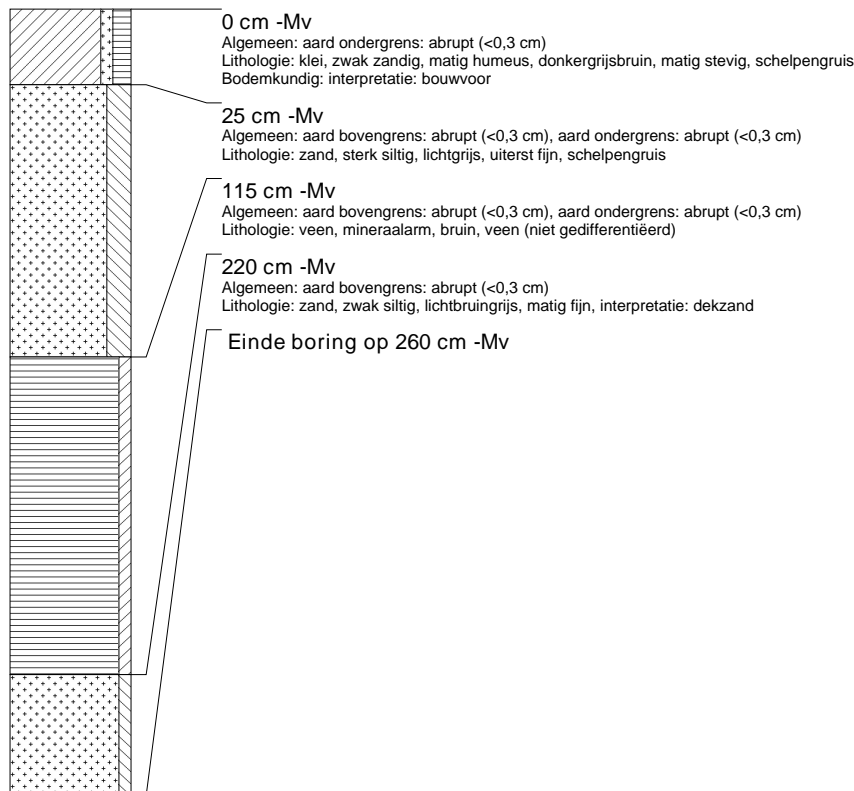 0 cm -Mv
Algemeen: aard ondergrens: abrupt (<0,3 cm)
Lithologie: klei, zwak zandig, matig humeus, donkergrijsbruin, matig stevig, schelpengruis
Bodemkundig: interpretatie: bouwvoor
25 cm -Mv
Algemeen: aard bovengrens: abrupt (<0,3 cm), aard ondergrens: abrupt (<0,3 cm)
Lithologie: zand, sterk siltig, lichtgrijs, uiterst fijn, schelpengruis
115 cm -Mv
Algemeen: aard bovengrens: abrupt (<0,3 cm), aard ondergrens: abrupt (<0,3 cm)
Lithologie: veen, mineraalarm, bruin, veen (niet gedifferentiëerd)
220 cm -Mv
Algemeen: aard bovengrens: abrupt (<0,3 cm)
Lithologie: zand, zwak siltig, lichtbruingrijs, matig fijn, interpretatie: dekzand
Einde boring op 260 cm -Mv